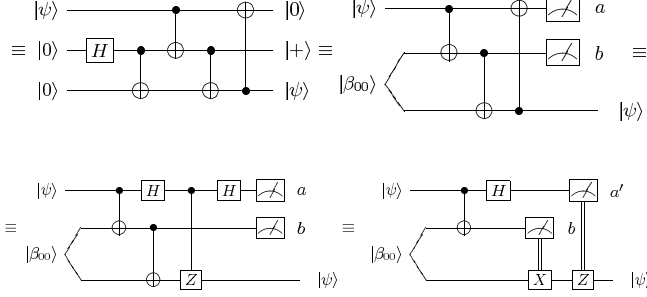 |ψ⟩ |0⟩
≡ |0⟩ H |+⟩ ≡
|0⟩ |ψ⟩
|ψ⟩ a
b ≡
|β₀₀⟩
|ψ⟩
|ψ⟩ H H a
≡ b
|β₀₀⟩
Z |ψ⟩
|ψ⟩ H a′
≡ b
|β₀₀⟩
X Z |ψ⟩